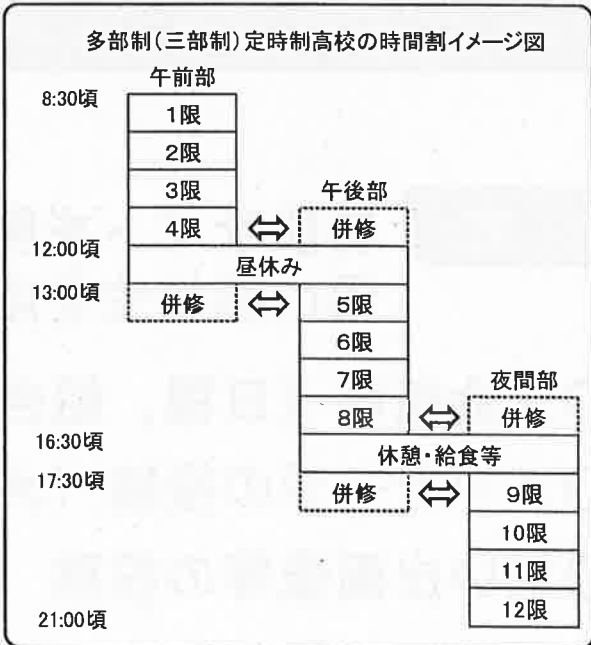 多部制(三部制)定時制高校の時間割イメージ図
午前部
8:30頃
1限
2限
3限
午後部
4限 ⇔ 併修
12:00頃
昼休み
13:00頃
併修 ⇔ 5限
6限
7限
夜間部
8限 ⇔ 併修
16:30頃
休憩・給食等
17:30頃
併修 ⇔ 9限
10限
11限
12限
21:00頃